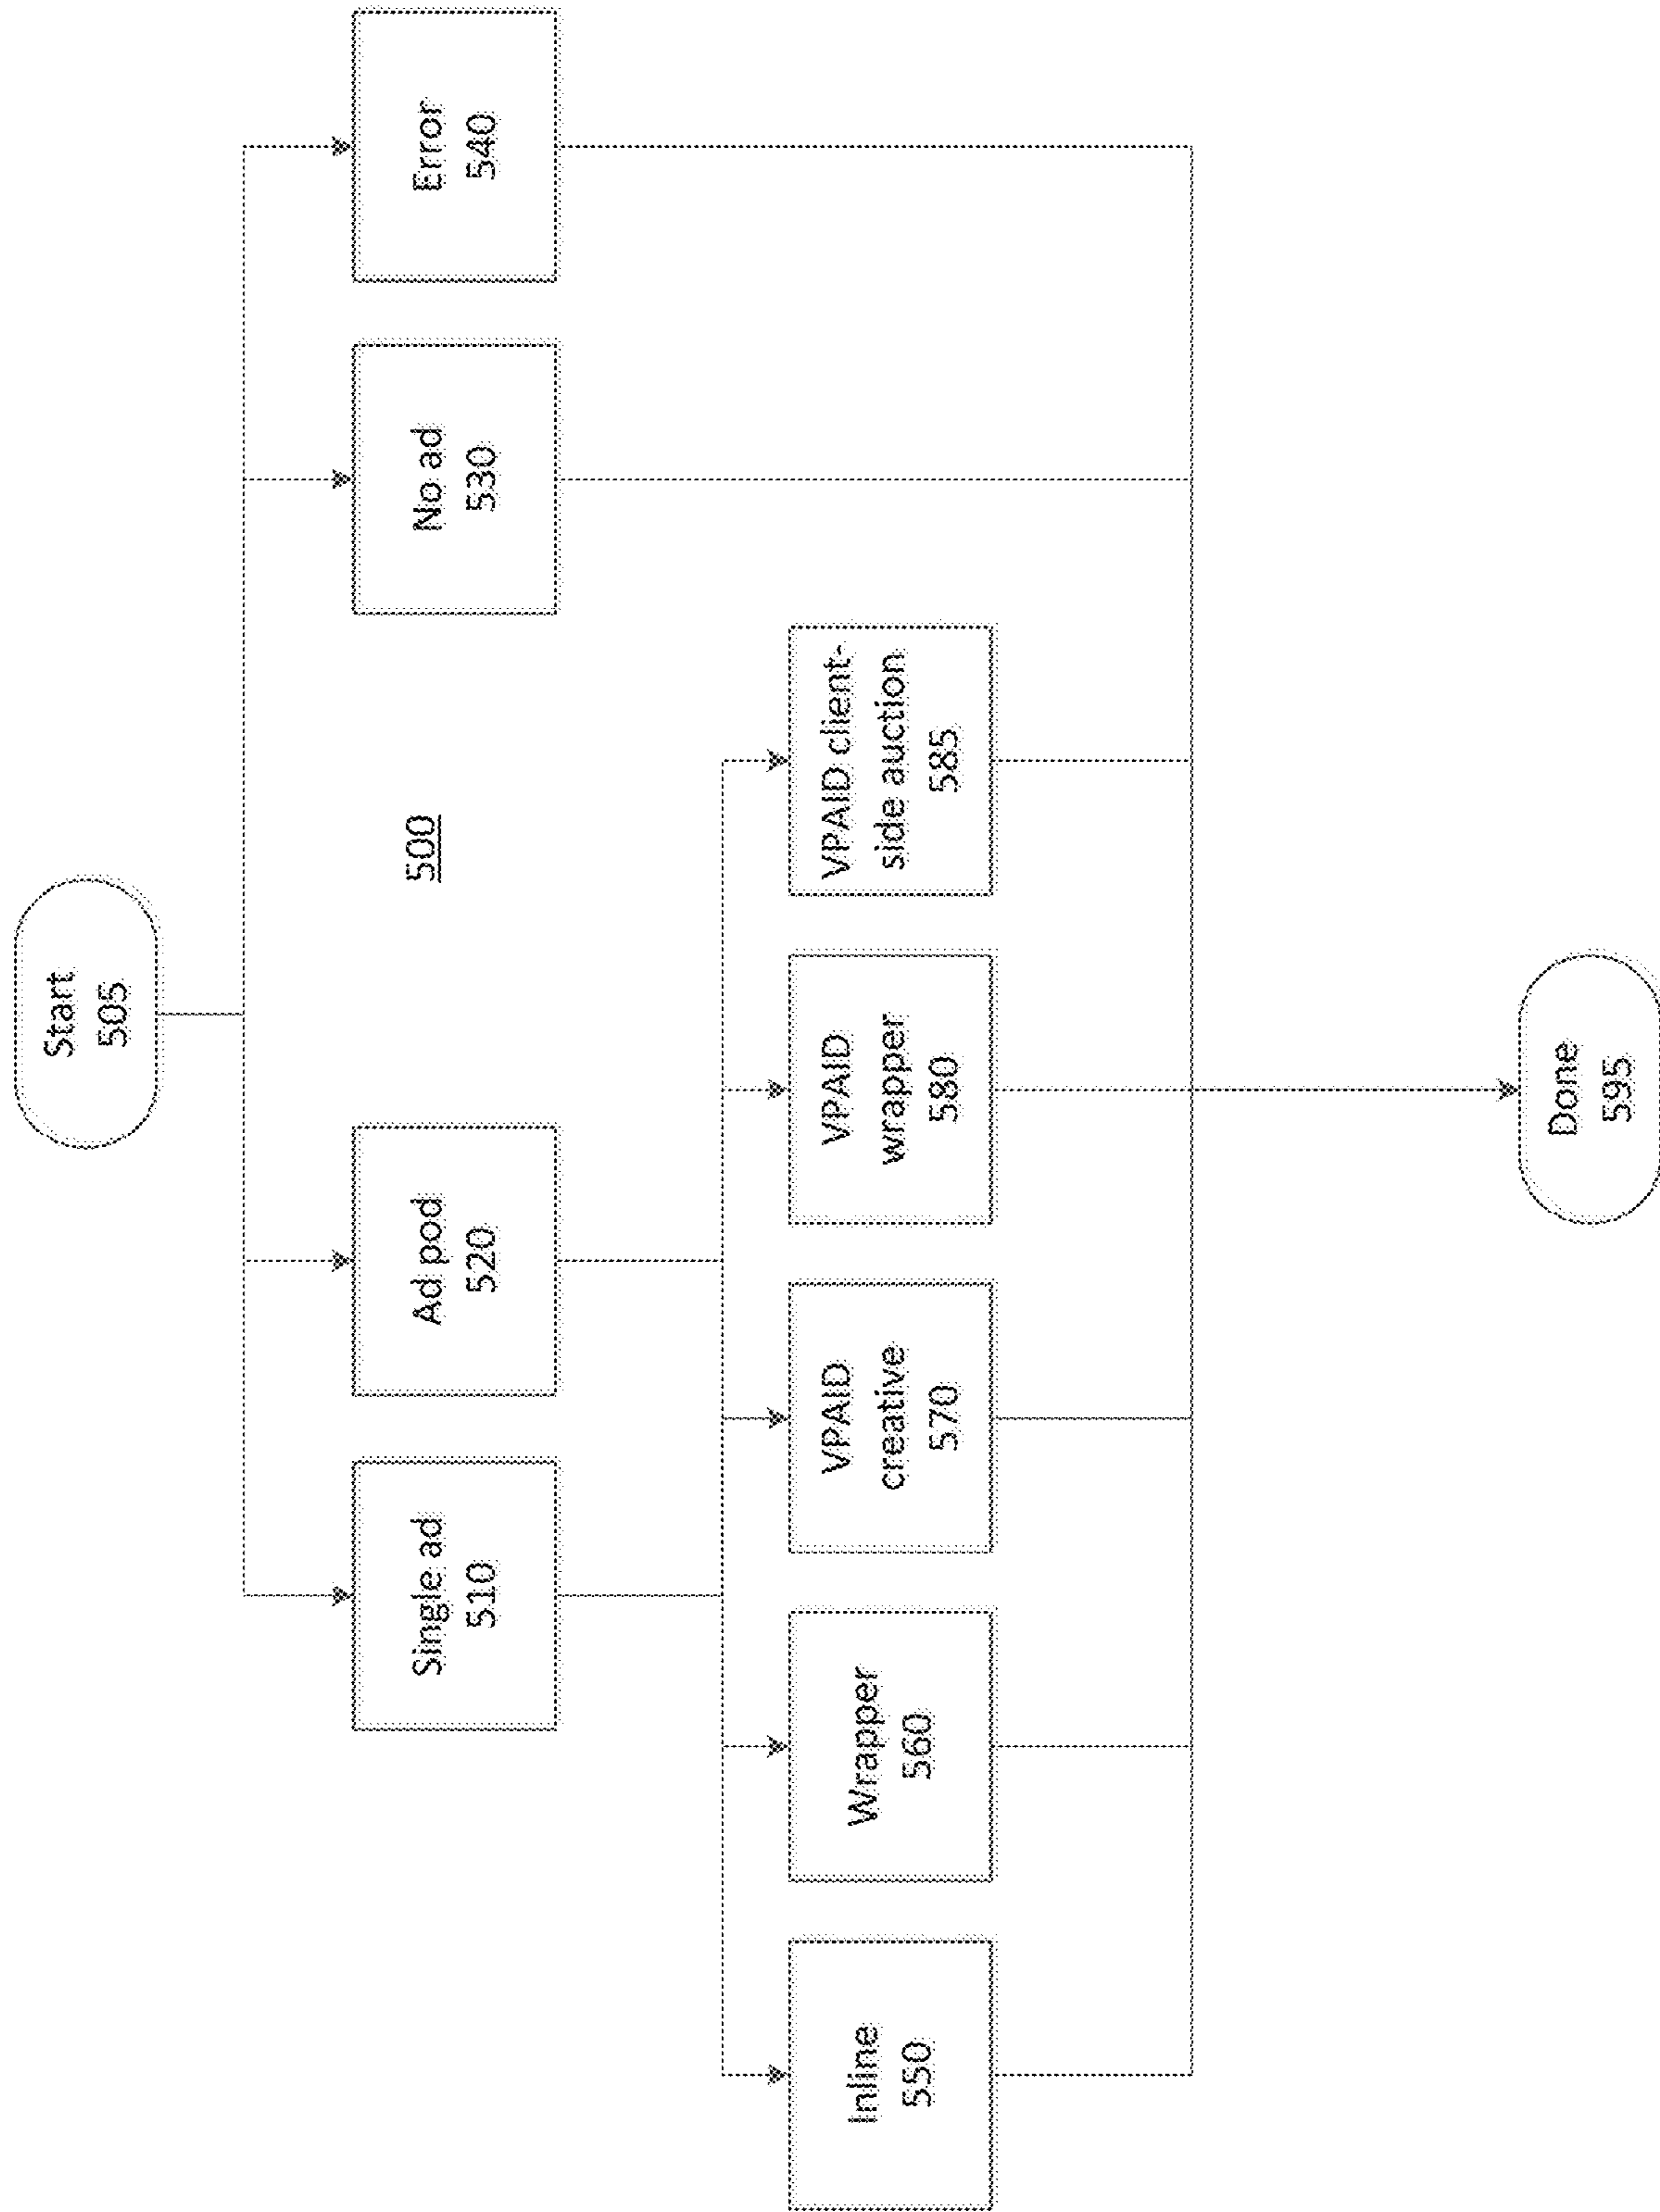 Start
505
500
Single ad
510
Ad pod
520
No ad
530
Error
540
Inline
550
Wrapper
560
VPAID
creative
570
VPAID
wrapper
580
VPAID client-
side auction
585
Done
595